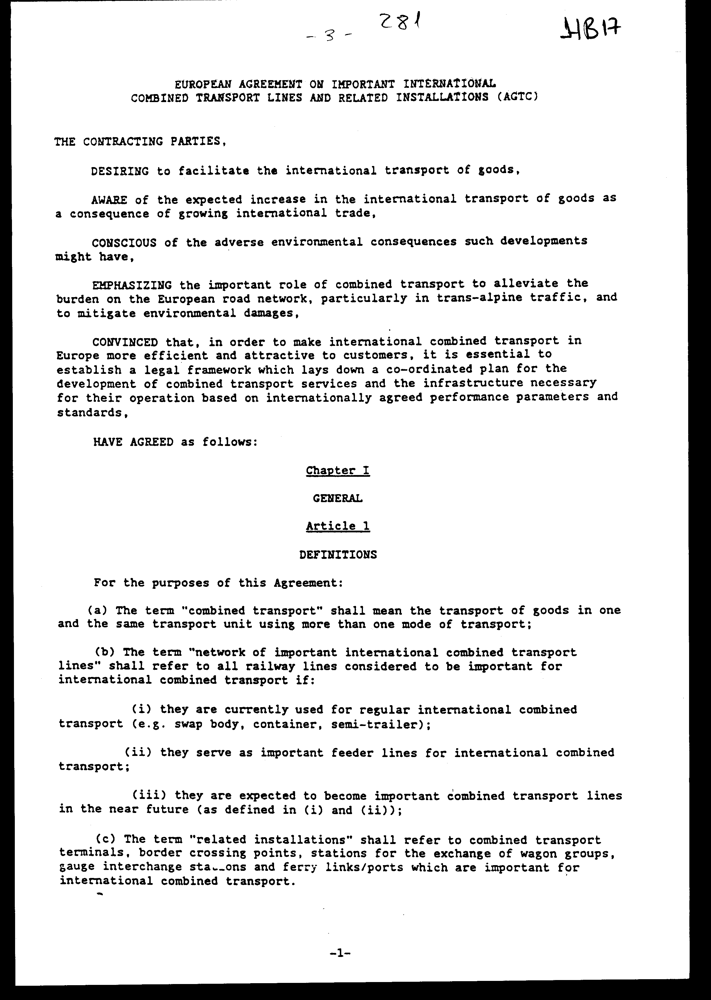 281
- 3 -
HB17
EUROPEAN AGREEMENT ON IMPORTANT INTERNATIONAL
COMBINED TRANSPORT LINES AND RELATED INSTALLATIONS (AGTC)
THE CONTRACTING PARTIES,
DESIRING to facilitate the international transport of goods,
AWARE of the expected increase in the international transport of goods as
a consequence of growing international trade,
CONSCIOUS of the adverse environmental consequences such developments
might have,
EMPHASIZING the important role of combined transport to alleviate the
burden on the European road network, particularly in trans-alpine traffic, and
to mitigate environmental damages,
CONVINCED that, in order to make international combined transport in
Europe more efficient and attractive to customers, it is essential to
establish a legal framework which lays down a co-ordinated plan for the
development of combined transport services and the infrastructure necessary
for their operation based on internationally agreed performance parameters and
standards,
HAVE AGREED as follows:
Chapter I
GENERAL
Article 1
DEFINITIONS
For the purposes of this Agreement:
(a) The term "combined transport" shall mean the transport of goods in one
and the same transport unit using more than one mode of transport;
(b) The term "network of important international combined transport
lines" shall refer to all railway lines considered to be important for
international combined transport if:
(i) they are currently used for regular international combined
transport (e.g. swap body, container, semi-trailer);
(ii) they serve as important feeder lines for international combined
transport;
(iii) they are expected to become important combined transport lines
in the near future (as defined in (i) and (ii));
(c) The term "related installations" shall refer to combined transport
terminals, border crossing points, stations for the exchange of wagon groups,
gauge interchange stations and ferry links/ports which are important for
international combined transport.
-1-